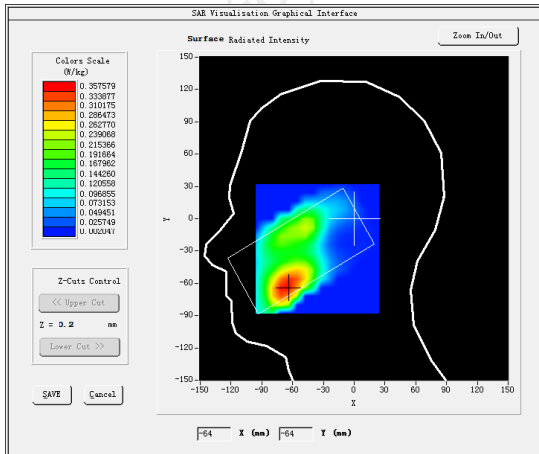 SAR Visualisation Graphical Interface
Surface Radiated Intensity
Zoom In/Out
Colors Scale
(W/kg)
0.357579
0.333877
0.310175
0.286473
0.262770
0.239068
0.215366
0.191664
0.167962
0.144260
0.120558
0.096855
0.073153
0.049451
0.025749
0.002047
Z-Cuts Control
<< Upper Cut
Z = 0.2 mm
Lower Cut >>
SAVE Cancel
150
120
90
60
30
0
-30
-60
-90
-120
-150
Y
-150 -120 -90 -60 -30 0 30 60 90 120 150
X
-64 X (mm) -64 Y (mm)